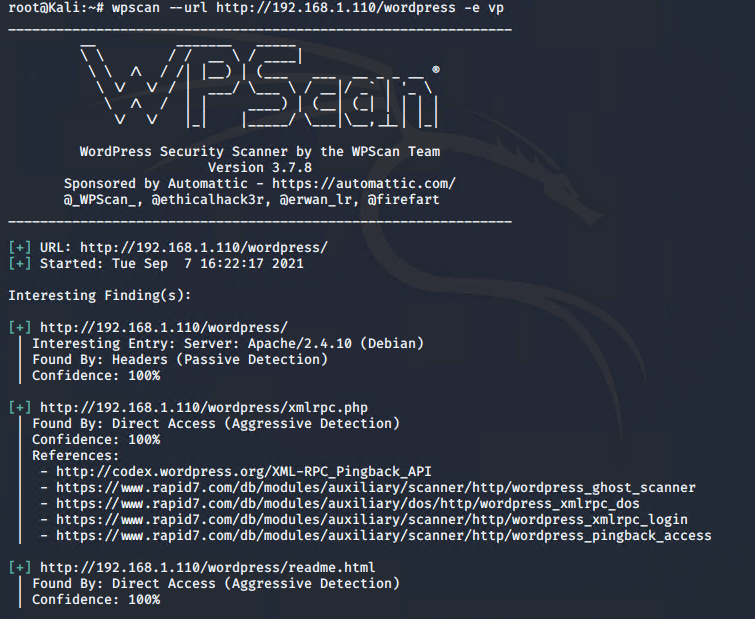 root@Kali:~# wpscan --url http://192.168.1.110/wordpress -e vp
WPScan ®
WordPress Security Scanner by the WPScan Team
Version 3.7.8
Sponsored by Automattic - https://automattic.com/
@_WPScan_, @ethicalhack3r, @erwan_lr, @firefart
[+] URL: http://192.168.1.110/wordpress/
[+] Started: Tue Sep  7 16:22:17 2021
Interesting Finding(s):
[+] http://192.168.1.110/wordpress/
| Interesting Entry: Server: Apache/2.4.10 (Debian)
| Found By: Headers (Passive Detection)
| Confidence: 100%
[+] http://192.168.1.110/wordpress/xmlrpc.php
| Found By: Direct Access (Aggressive Detection)
| Confidence: 100%
| References:
|  - http://codex.wordpress.org/XML-RPC_Pingback_API
|  - https://www.rapid7.com/db/modules/auxiliary/scanner/http/wordpress_ghost_scanner
|  - https://www.rapid7.com/db/modules/auxiliary/dos/http/wordpress_xmlrpc_dos
|  - https://www.rapid7.com/db/modules/auxiliary/scanner/http/wordpress_xmlrpc_login
|  - https://www.rapid7.com/db/modules/auxiliary/scanner/http/wordpress_pingback_access
[+] http://192.168.1.110/wordpress/readme.html
| Found By: Direct Access (Aggressive Detection)
| Confidence: 100%